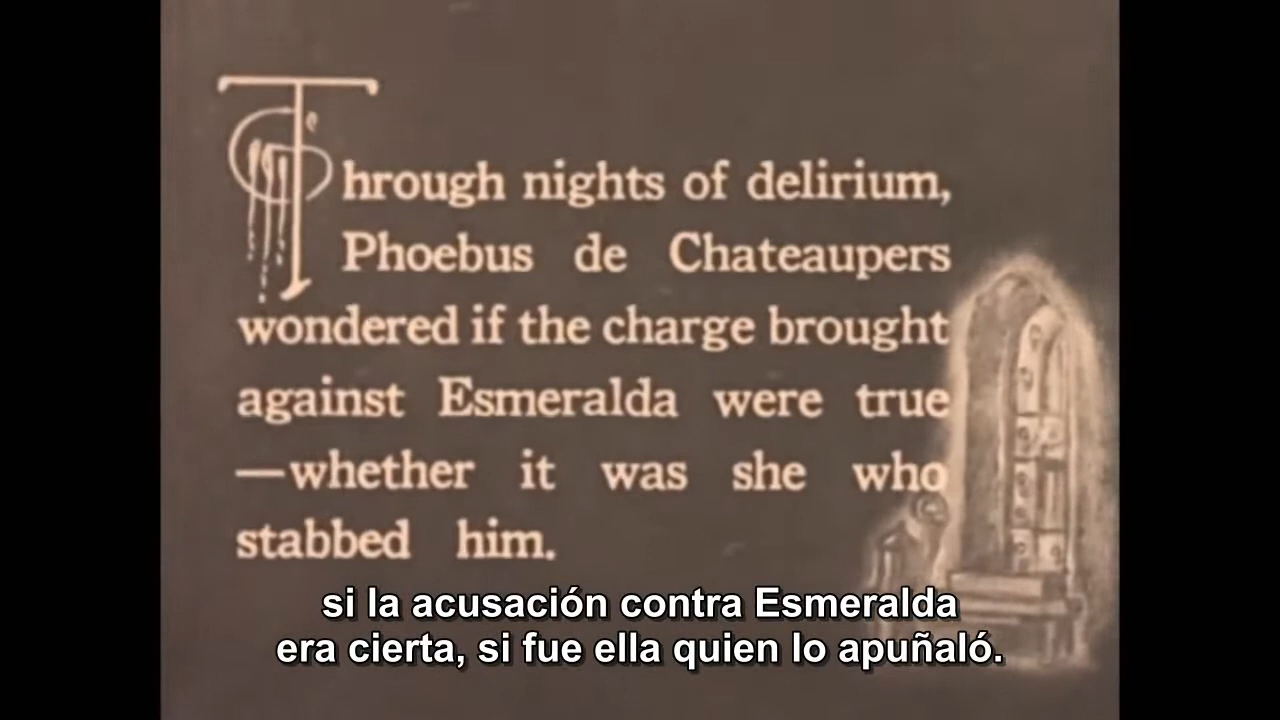 Through nights of delirium,
Phoebus de Chateaupers
wondered if the charge brought
against Esmeralda were true
—whether it was she who
stabbed him.
si la acusación contra Esmeralda
era cierta, si fue ella quien lo apuñaló.